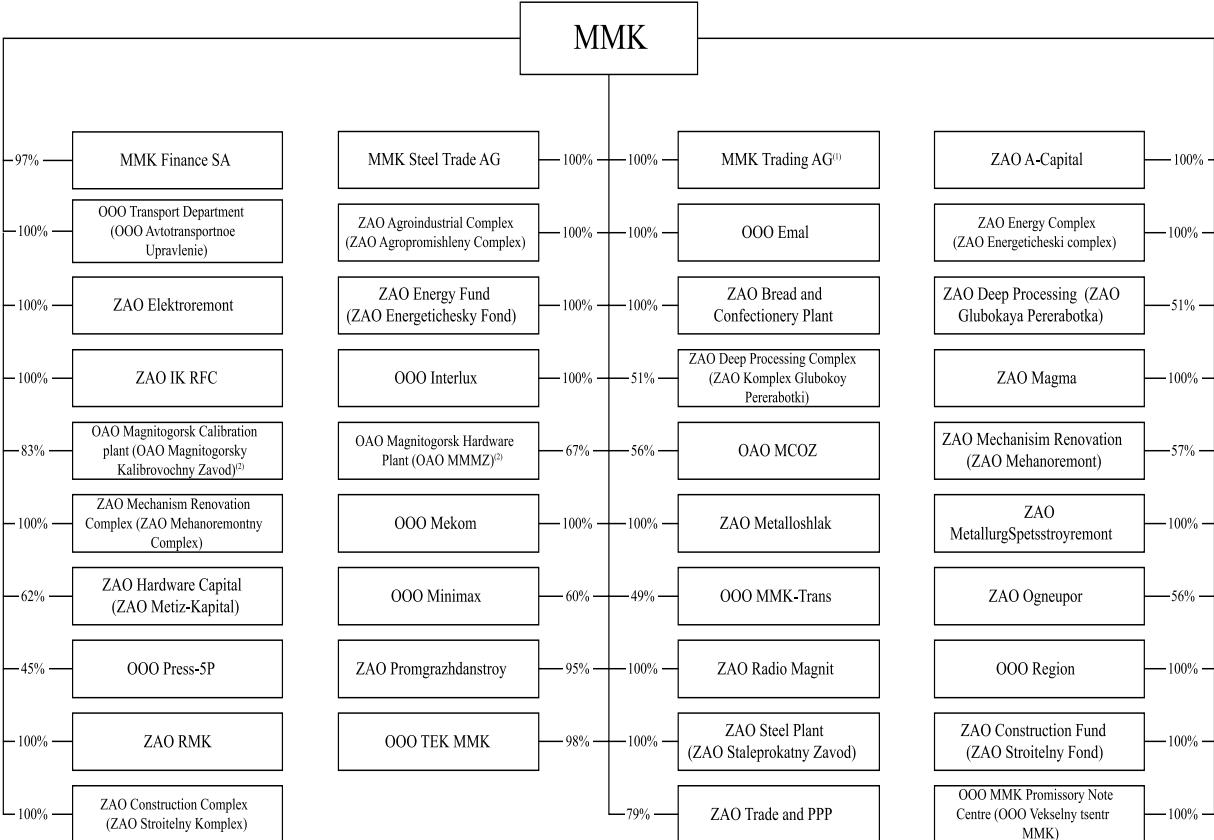 MMK
97%
MMK Finance SA
MMK Steel Trade AG
100%
100%
MMK Trading AG(1)
ZAO A-Capital
100%
100%
OOO Transport Department
(OOO Avtotransportnoe
Upravlenie)
ZAO Agroindustrial Complex
(ZAO Agropromishleny Complex)
100%
100%
OOO Emal
ZAO Energy Complex
(ZAO Energeticheski complex)
100%
100%
ZAO Elektroremont
ZAO Energy Fund
(ZAO Energetichesky Fond)
100%
100%
ZAO Bread and
Confectionery Plant
ZAO Deep Processing (ZAO
Glubokaya Pererabotka)
51%
100%
ZAO IK RFC
OOO Interlux
100%
51%
ZAO Deep Processing Complex
(ZAO Komplex Glubokoy
Pererabotki)
ZAO Magma
100%
83%
OAO Magnitogorsk Calibration
plant (OAO Magnitogorsky
Kalibrovochny Zavod)(2)
OAO Magnitogorsk Hardware
Plant (OAO MMMZ)(2)
67%
56%
OAO MCOZ
ZAO Mechanisim Renovation
(ZAO Mehanoremont)
57%
100%
ZAO Mechanism Renovation
Complex (ZAO Mehanoremontny
Complex)
OOO Mekom
100%
100%
ZAO Metalloshlak
ZAO
MetallurgSpetsstroyremont
100%
62%
ZAO Hardware Capital
(ZAO Metiz-Kapital)
OOO Minimax
60%
49%
OOO MMK-Trans
ZAO Ogneupor
56%
45%
OOO Press-5P
ZAO Promgrazhdanstroy
95%
100%
ZAO Radio Magnit
OOO Region
100%
100%
ZAO RMK
OOO TEK MMK
98%
100%
ZAO Steel Plant
(ZAO Staleprokatny Zavod)
ZAO Construction Fund
(ZAO Stroitelny Fond)
100%
100%
ZAO Construction Complex
(ZAO Stroitelny Komplex)
79%
ZAO Trade and PPP
OOO MMK Promissory Note
Centre (OOO Vekselny tsentr
MMK)
100%